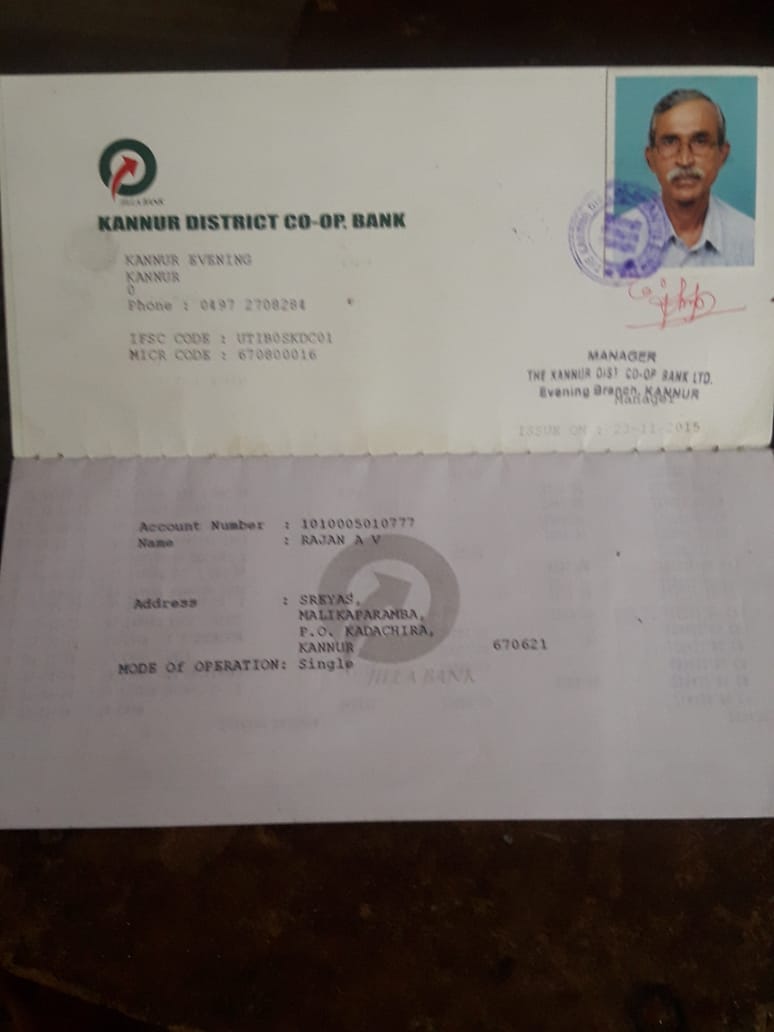 JILLA BANK
KANNUR DISTRICT CO-OP. BANK
KANNUR EVENING
KANNUR
0
Phone : 0497 2708284
IFSC CODE : UTIB0SKDC01
MICR CODE : 670800016
MANAGER
THE KANNUR DIST CO-OP BANK LTD.
Evening Branch, KANNUR
Manager
ISSUE ON : 23-11-2015
Account Number : 1010005010777
Name : RAJAN A V
Address : SREYAS,
MALIKAPARAMBA,
P.O. KADACHIRA,
KANNUR 670621
MODE Of OPERATION: Single
JILLA BANK